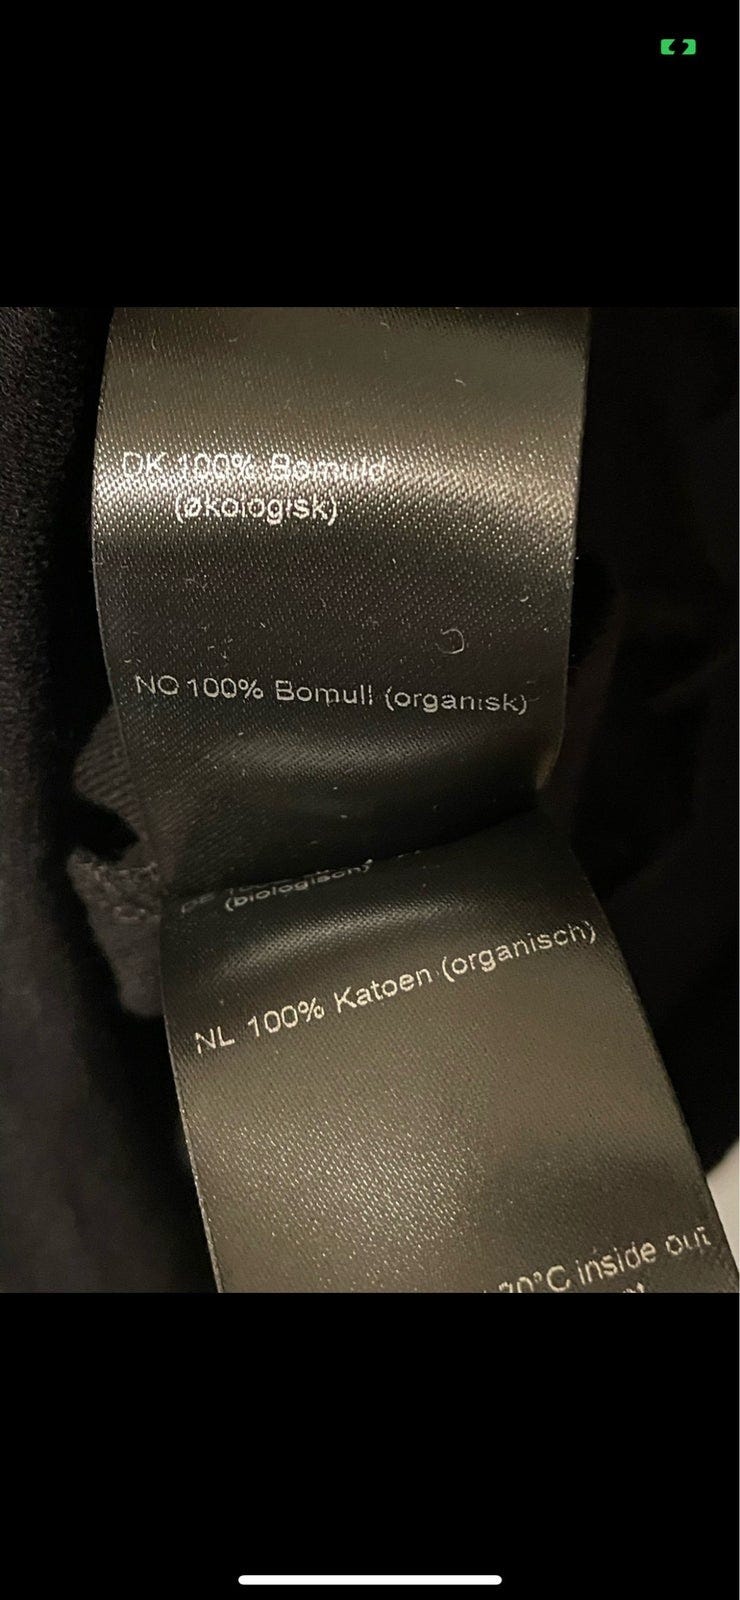 DK 100% Bomuld
(økologisk)
NO 100% Bomull (organisk)
(biologisch)
NL 100% Katoen (organisch)
inside out